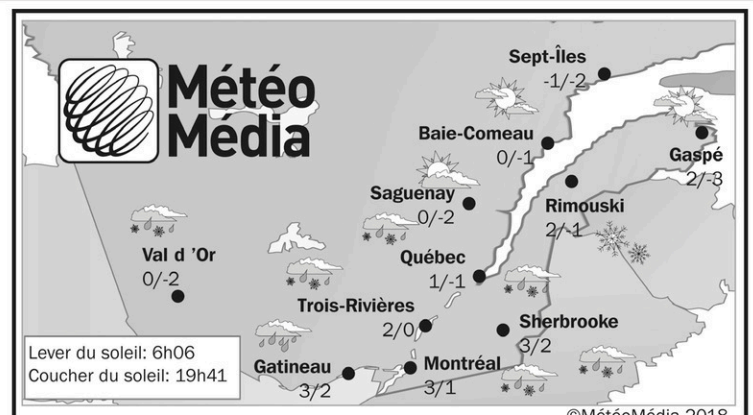 Météo
Média
Sept-Îles
-1/-2
Baie-Comeau
0/-1
Gaspé
2/-3
Saguenay
0/-2
Rimouski
2/-1
Québec
1/-1
Val d 'Or
0/-2
Trois-Rivières
2/0
Sherbrooke
3/2
Gatineau
3/2
Montréal
3/1
Lever du soleil: 6h06
Coucher du soleil: 19h41
©MétéoMédia 2018